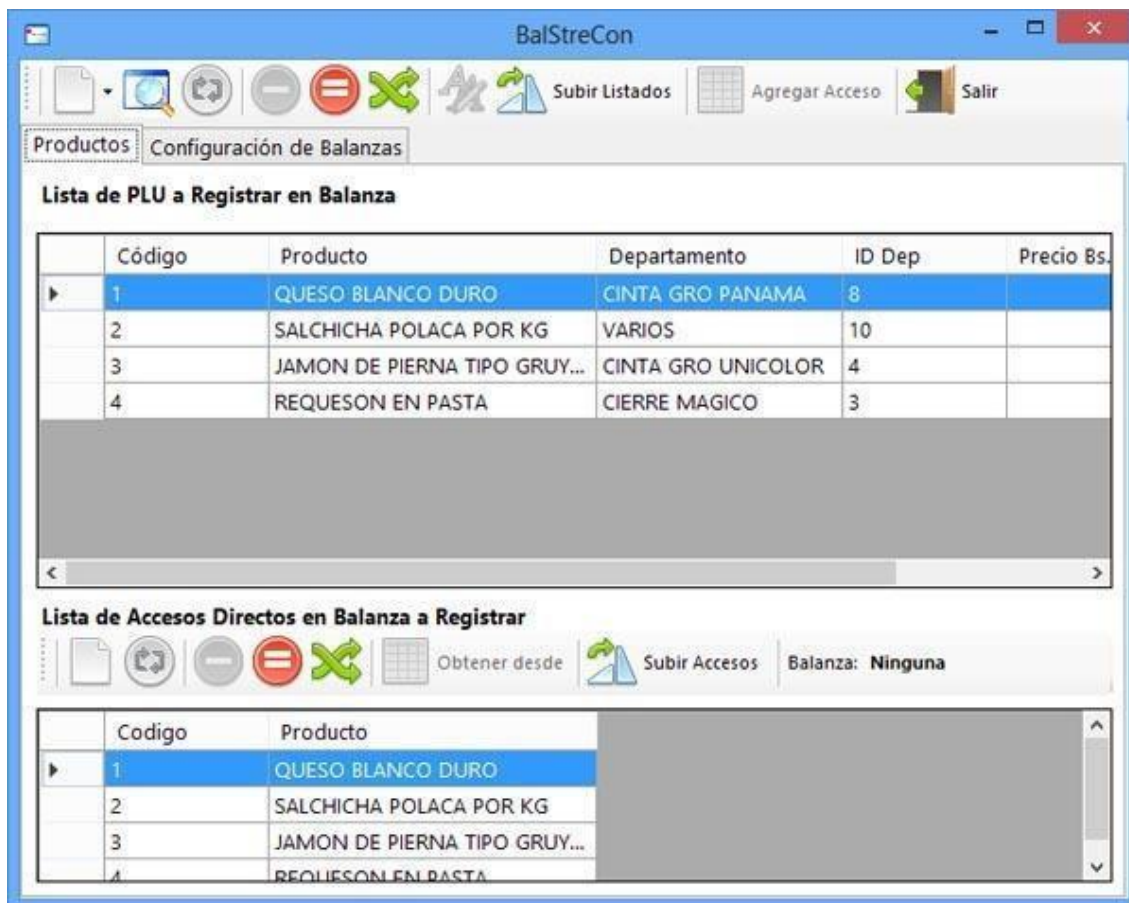 BalStreCon
Subir Listados Agregar Acceso Salir
Productos Configuración de Balanzas
Lista de PLU a Registrar en Balanza
Código Producto Departamento ID Dep Precio Bs.
1 QUESO BLANCO DURO CINTA GRO PANAMA 8
2 SALCHICHA POLACA POR KG VARIOS 10
3 JAMON DE PIERNA TIPO GRUY... CINTA GRO UNICOLOR 4
4 REQUESON EN PASTA CIERRE MAGICO 3
Lista de Accesos Directos en Balanza a Registrar
Obtener desde Subir Accesos Balanza: Ninguna
Codigo Producto
1 QUESO BLANCO DURO
2 SALCHICHA POLACA POR KG
3 JAMON DE PIERNA TIPO GRUY...
4 REQUESON EN PASTA